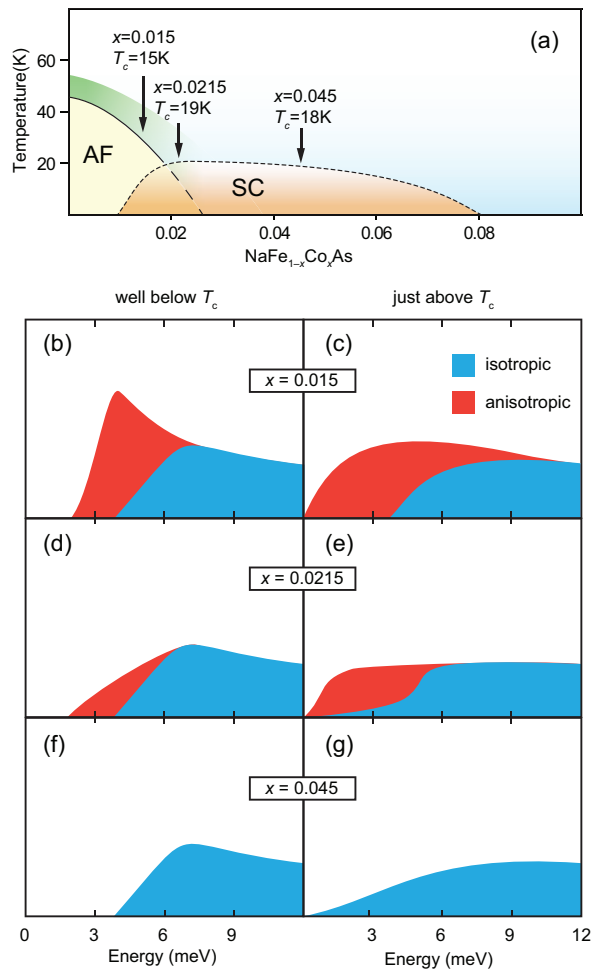 (a)
Temperature(K)
60
40
20
x=0.015
Tc=15K
x=0.0215
Tc=19K
x=0.045
Tc=18K
AF
SC
0.02
0.04
0.06
0.08
NaFe1−xCoxAs
well below Tc
just above Tc
(b)
(c)
isotropic
anisotropic
x = 0.015
(d)
(e)
x = 0.0215
(f)
(g)
x = 0.045
0
3
6
9
0
3
6
9
12
Energy (meV)
Energy (meV)